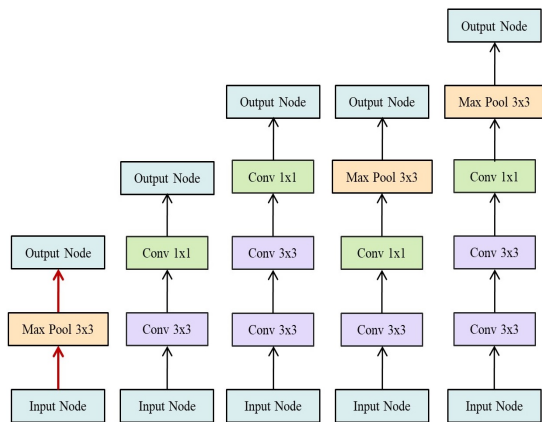 Output Node
Output Node
Output Node
Max Pool 3x3
Output Node
Conv 1x1
Max Pool 3x3
Conv 1x1
Output Node
Conv 1x1
Conv 3x3
Conv 1x1
Conv 3x3
Max Pool 3x3
Conv 3x3
Conv 3x3
Conv 3x3
Conv 3x3
Input Node
Input Node
Input Node
Input Node
Input Node